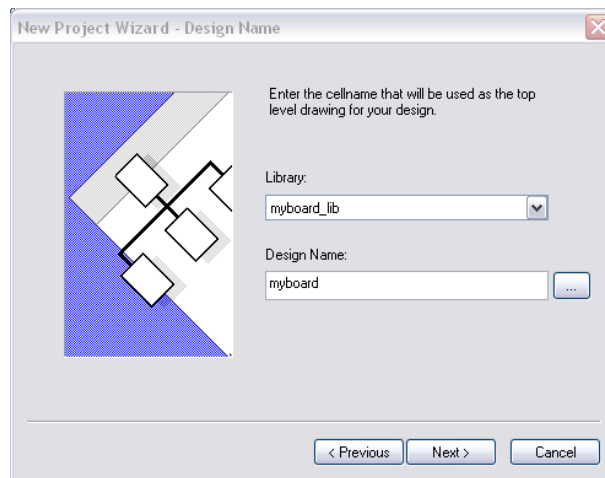 New Project Wizard - Design Name
Enter the cellname that will be used as the top
level drawing for your design.
Library:
myboard_lib
Design Name:
myboard
...
< Previous
Next >
Cancel